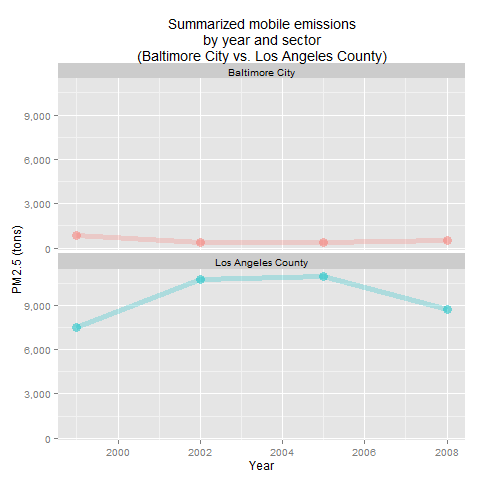 Summarized mobile emissions
by year and sector
(Baltimore City vs. Los Angeles County)
Baltimore City
9,000
6,000
3,000
0
PM2.5 (tons)
Los Angeles County
9,000
6,000
3,000
0
2000 2002 2004 2006 2008
Year